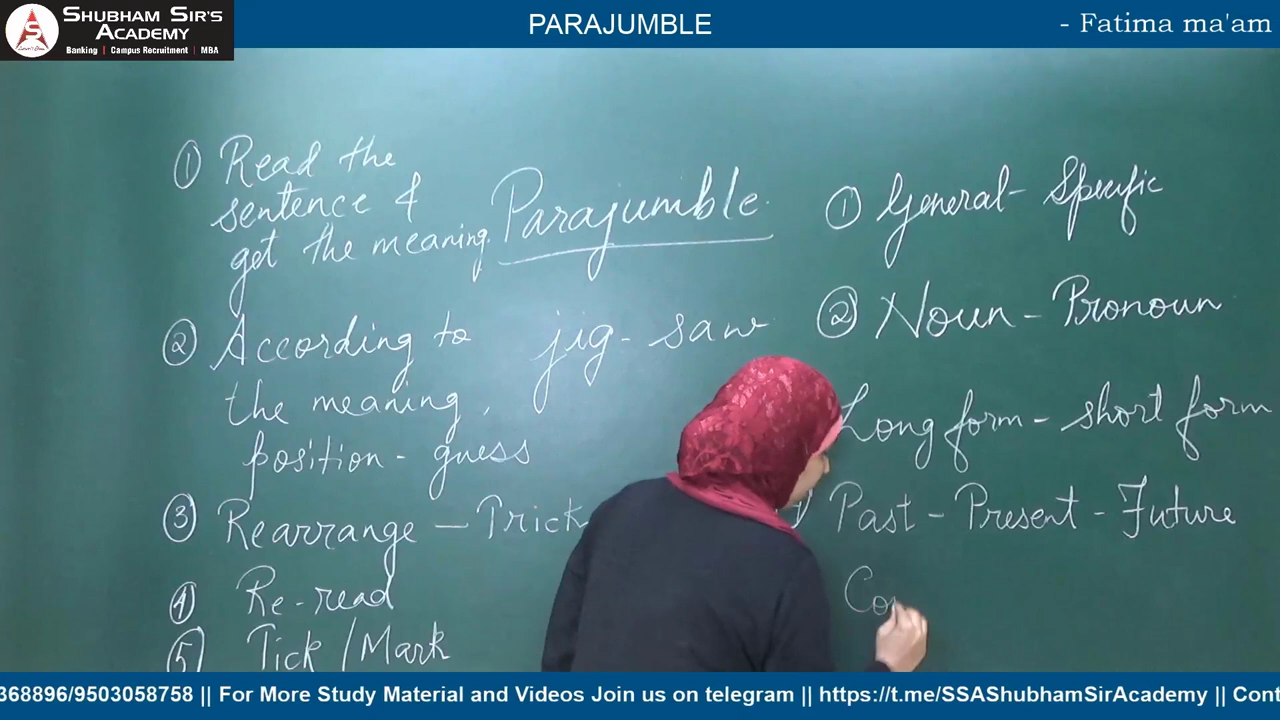 SHUBHAM SIR'S
ACADEMY
Banking | Campus Recruitment | MBA
PARAJUMBLE
- Fatima ma'am
① Read the
sentence &
get the meaning.
② According to
the meaning,
position - guess
③ Rearrange — Trick
④ Re-read
⑤ Tick / Mark
Parajumble
jig-saw
① General - Specific
② Noun - Pronoun
Long form - short form
Past - Present - Future
Co
368896/9503058758 || For More Study Material and Videos Join us on telegram || https://t.me/SSAShubhamSirAcademy || Cont